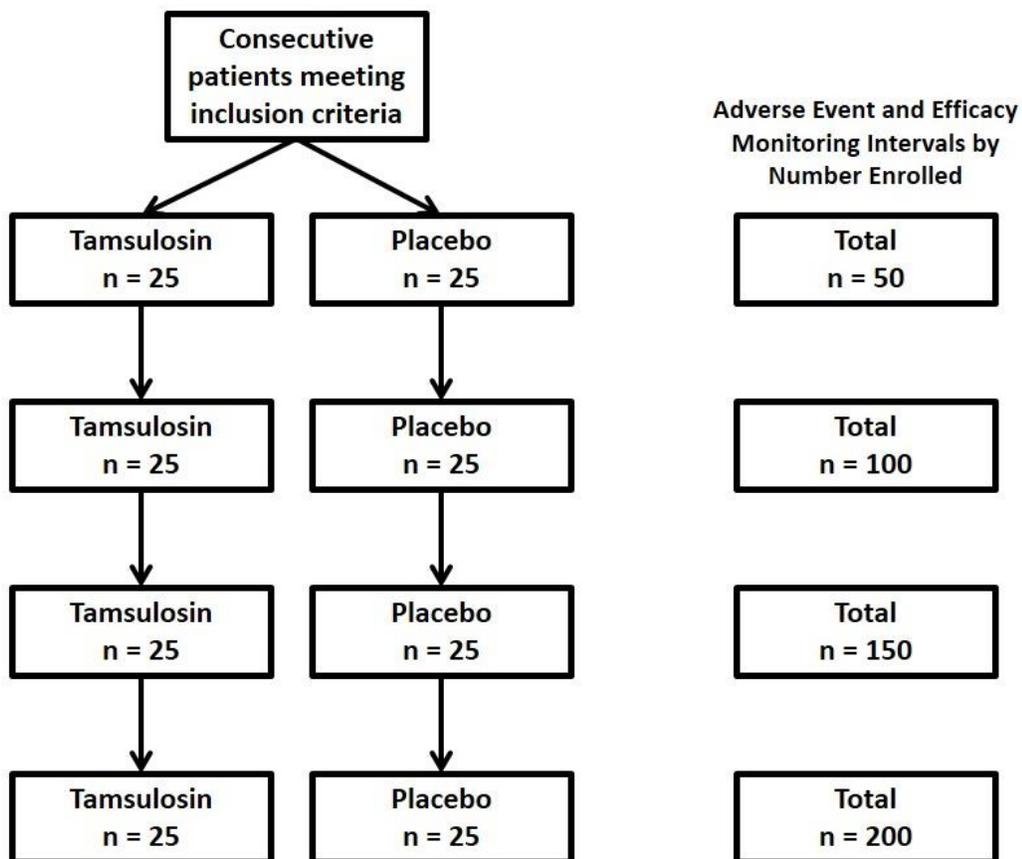 Consecutive
patients meeting
inclusion criteria
Adverse Event and Efficacy
Monitoring Intervals by
Number Enrolled
Tamsulosin
n = 25
Placebo
n = 25
Total
n = 50
Tamsulosin
n = 25
Placebo
n = 25
Total
n = 100
Tamsulosin
n = 25
Placebo
n = 25
Total
n = 150
Tamsulosin
n = 25
Placebo
n = 25
Total
n = 200